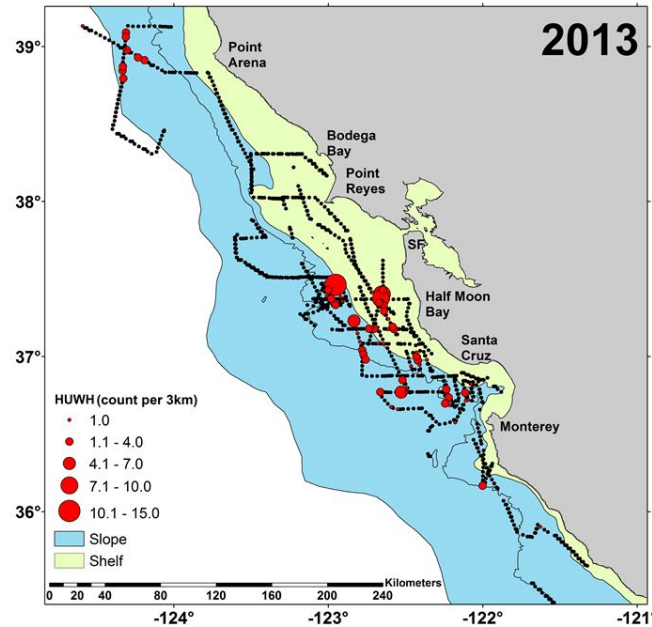 2013
39°
Point
Arena
Bodega
Bay
38°
Point
Reyes
SF
Half Moon
Bay
Santa
Cruz
37°
HUWH (count per 3km)
1.0
1.1 - 4.0
4.1 - 7.0
7.1 - 10.0
10.1 - 15.0
Monterey
36°
Slope
Shelf
Kilometers
0 10 20 40 80 120 160 200 240
-124° -123° -122° -121°